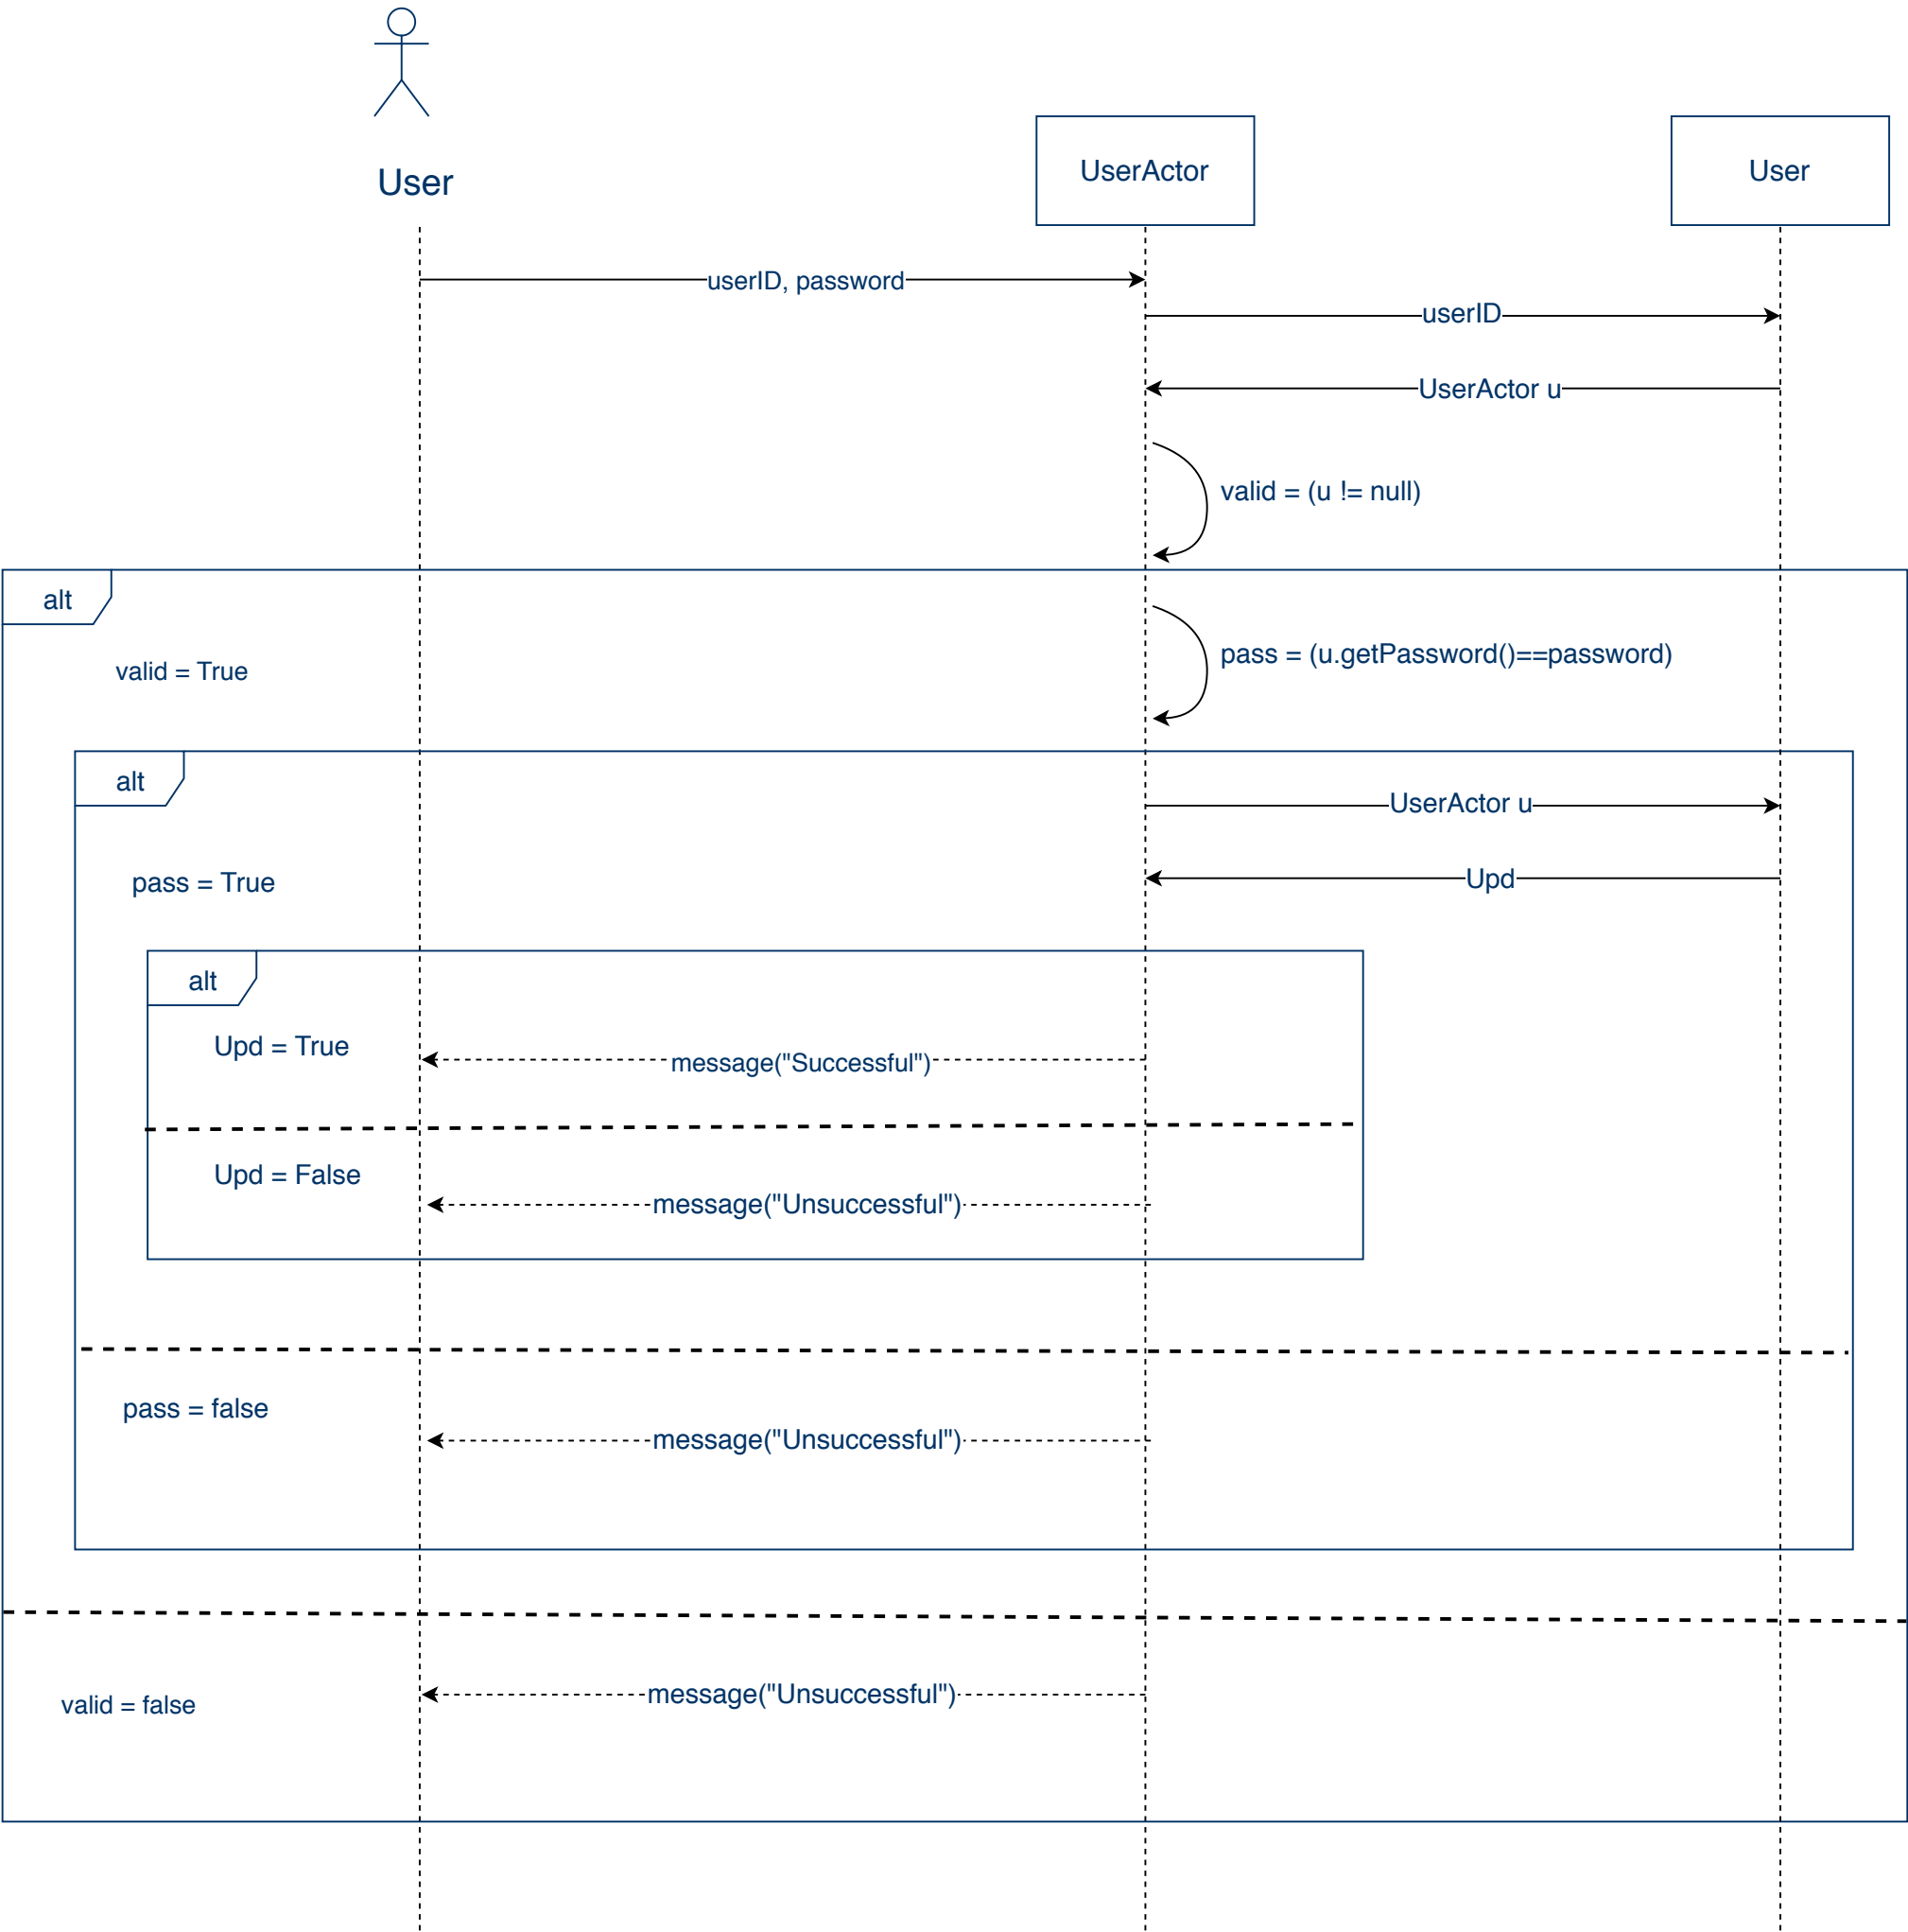 User
UserActor
User
userID, password
userID
UserActor u
valid = (u != null)
alt
valid = True
pass = (u.getPassword()==password)
alt
UserActor u
pass = True
Upd
alt
Upd = True
message("Successful")
Upd = False
message("Unsuccessful")
pass = false
message("Unsuccessful")
valid = false
message("Unsuccessful")